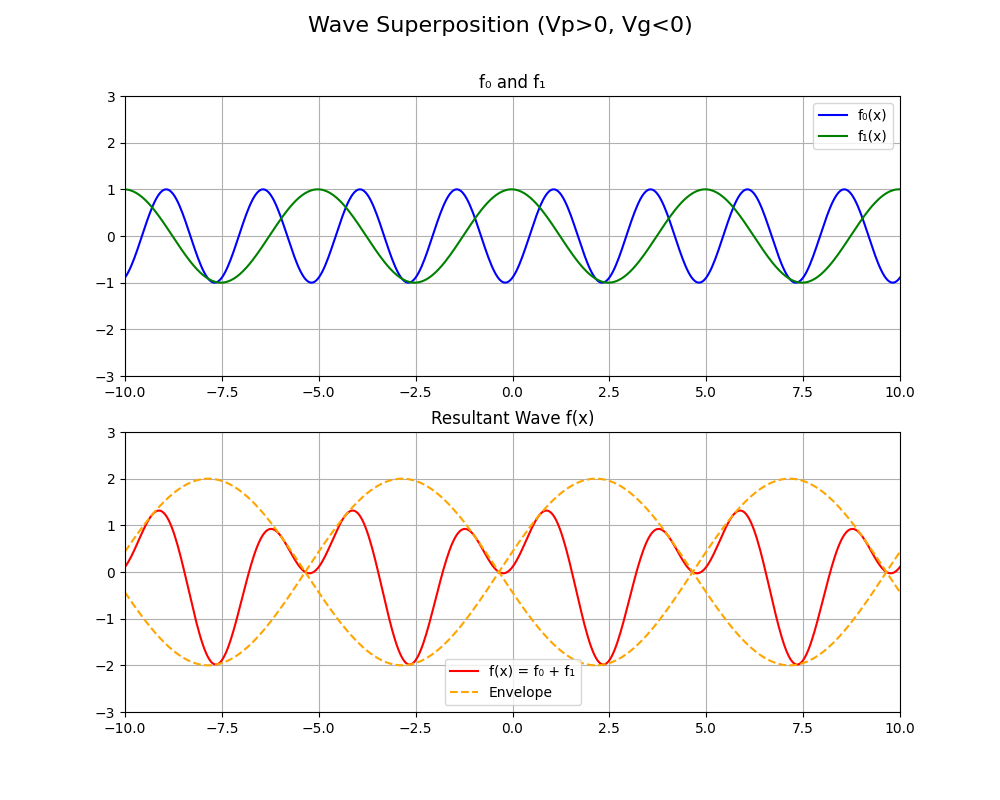 Wave Superposition (Vp>0, Vg<0)
f₀ and f₁
3
2
1
0
−1
−2
−3
f₀(x)
f₁(x)
−10.0 −7.5 −5.0 −2.5 0.0 2.5 5.0 7.5 10.0
Resultant Wave f(x)
3
2
1
0
−1
−2
−3
f(x) = f₀ + f₁
Envelope
−10.0 −7.5 −5.0 −2.5 0.0 2.5 5.0 7.5 10.0